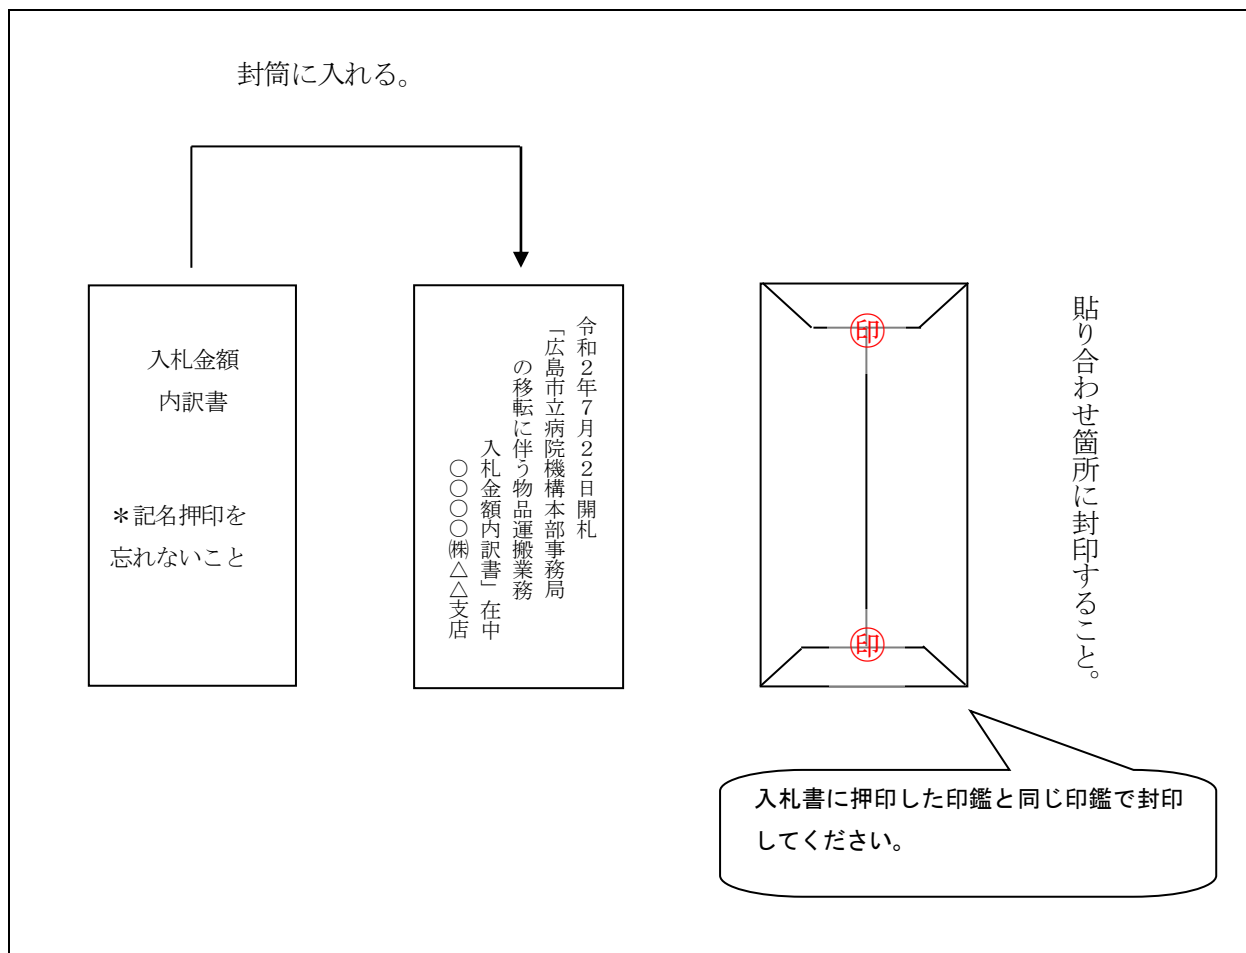 封筒に入れる。
入札金額
内訳書
＊記名押印を
忘れないこと
令和２年７月２２日開札
「広島市立病院機構本部事務局
の移転に伴う物品運搬業務
入札金額内訳書」在中
〇〇〇〇㈱△△支店
印
印
貼り合わせ箇所に封印すること。
入札書に押印した印鑑と同じ印鑑で封印
してください。